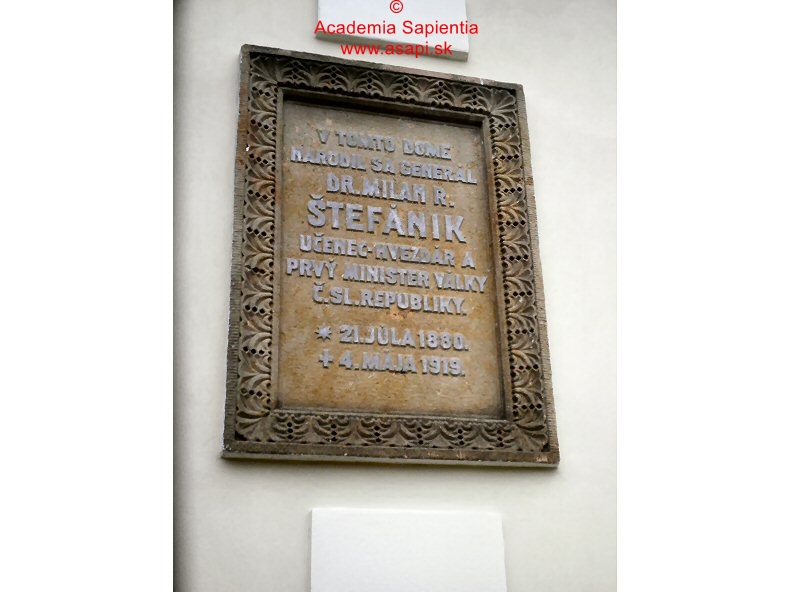 ©
Academia Sapientia
www.asapi.sk
V TOMTO DOME
NARODIL SA GENERÁL
DR. MILAN R.
ŠTEFÁNIK
UČENEC-HVEZDÁR A
PRVÝ MINISTER VÁLKY
Č.SL. REPUBLIKY.
* 21. JÚLA 1880.
✝ 4. MÁJA 1919.